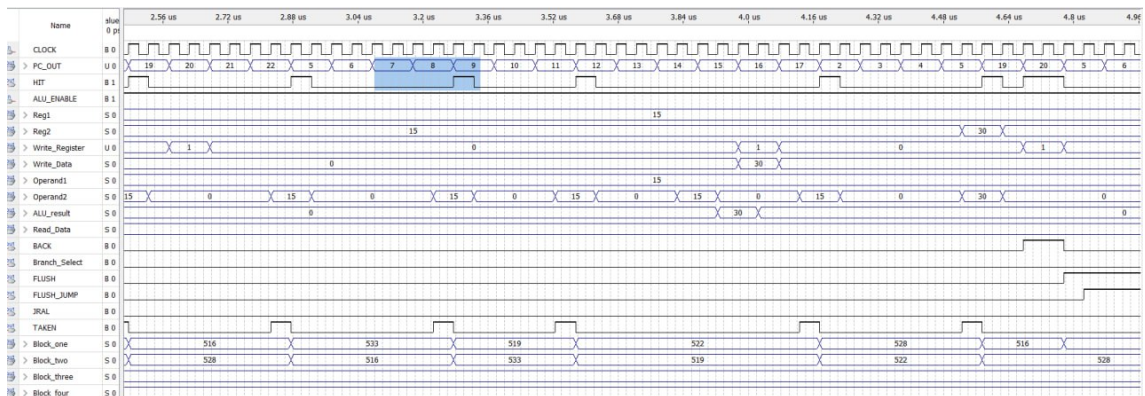 Name
alue
0 ps
2.56 us 2.72 us 2.88 us 3.04 us 3.2 us 3.36 us 3.52 us 3.68 us 3.84 us 4.0 us 4.16 us 4.32 us 4.48 us 4.64 us 4.8 us 4.96
CLOCK B 0
> PC_OUT U 0 19 20 21 22 5 6 7 8 9 10 11 12 13 14 15 16 17 2 3 4 5 19 20 5 6
HIT B 1
ALU_ENABLE B 1
> Reg1 S 0 15
> Reg2 S 0 15 30
> Write_Register U 0 1 0 1 0 1
> Write_Data S 0 0 30
> Operand1 S 0 15
> Operand2 S 0 15 0 15 0 15 0 15 0 15 0 15 0 30 0
> ALU_result S 0 0 30 0
> Read_Data S 0
BACK B 0
Branch_Select B 0
FLUSH B 0
FLUSH_JUMP B 0
JRAL B 0
TAKEN B 0
> Block_one S 0 516 533 519 522 528 516
> Block_two S 0 528 516 533 519 522 528
> Block_three S 0
> Block_four S 0